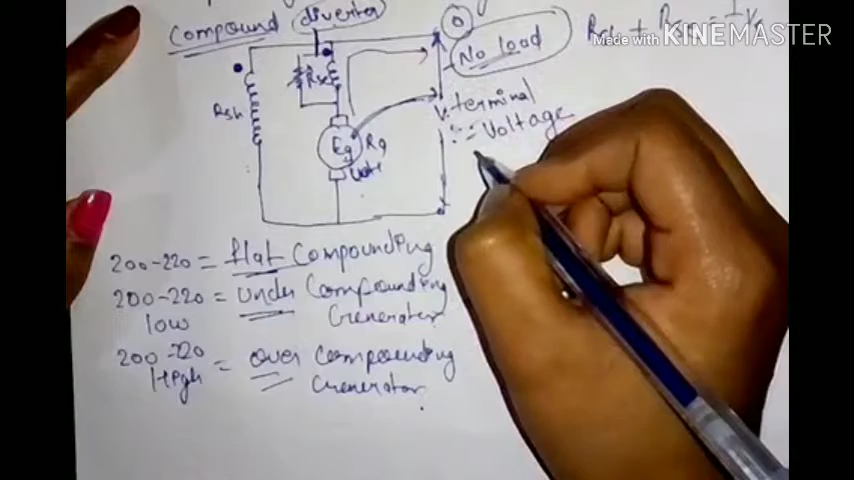 Compound diverter
O
No load
Made with KINEMASTER
Rsh
Rse
Eg Ra
V.terminal
Voltage
200-220 = flat Compounding
200-220 = under Compounding
low Generator
200-220 = over Compounding
High Generator